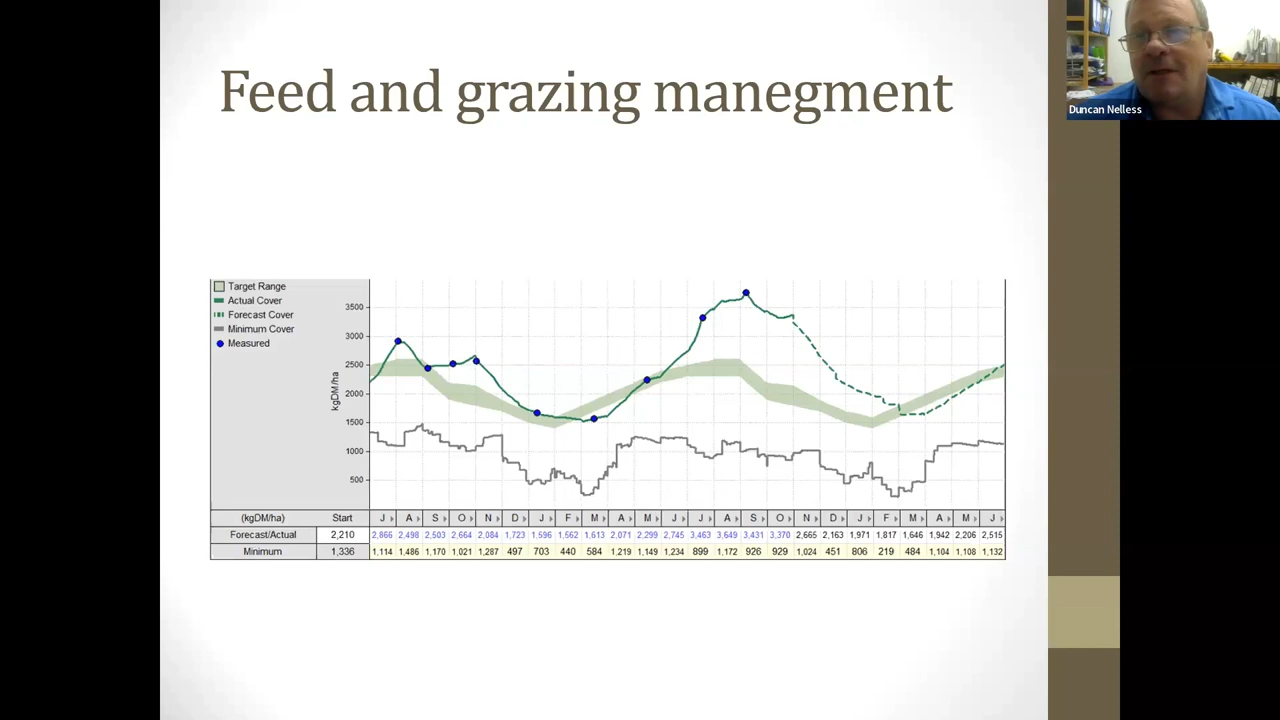 Feed and grazing manegment
Duncan Nelless
Target Range
Actual Cover
Forecast Cover
Minimum Cover
Measured
kgDM/ha
3500
3000
2500
2000
1500
1000
500
(kgDM/ha) Start J A S O N D J F M A M J J A S O N D J F M A M J
Forecast/Actual 2,210 2,866 2,498 2,503 2,664 2,084 1,723 1,596 1,562 1,613 2,071 2,299 2,745 3,463 3,649 3,431 3,370 2,665 2,163 1,971 1,817 1,646 1,942 2,206 2,515
Minimum 1,336 1,114 1,486 1,170 1,021 1,287 497 703 440 584 1,219 1,149 1,234 899 1,172 926 929 1,024 451 806 219 484 1,104 1,108 1,132